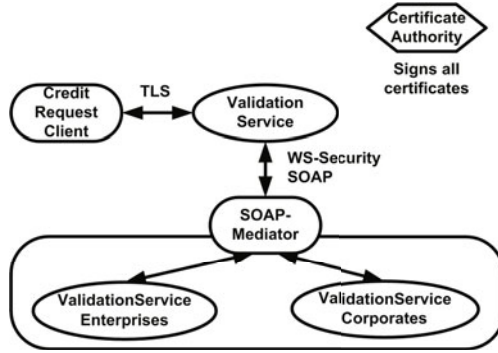 Certificate
Authority
Signs all
certificates
Credit
Request
Client
TLS
Validation
Service
WS-Security
SOAP
SOAP-
Mediator
ValidationService
Enterprises
ValidationService
Corporates